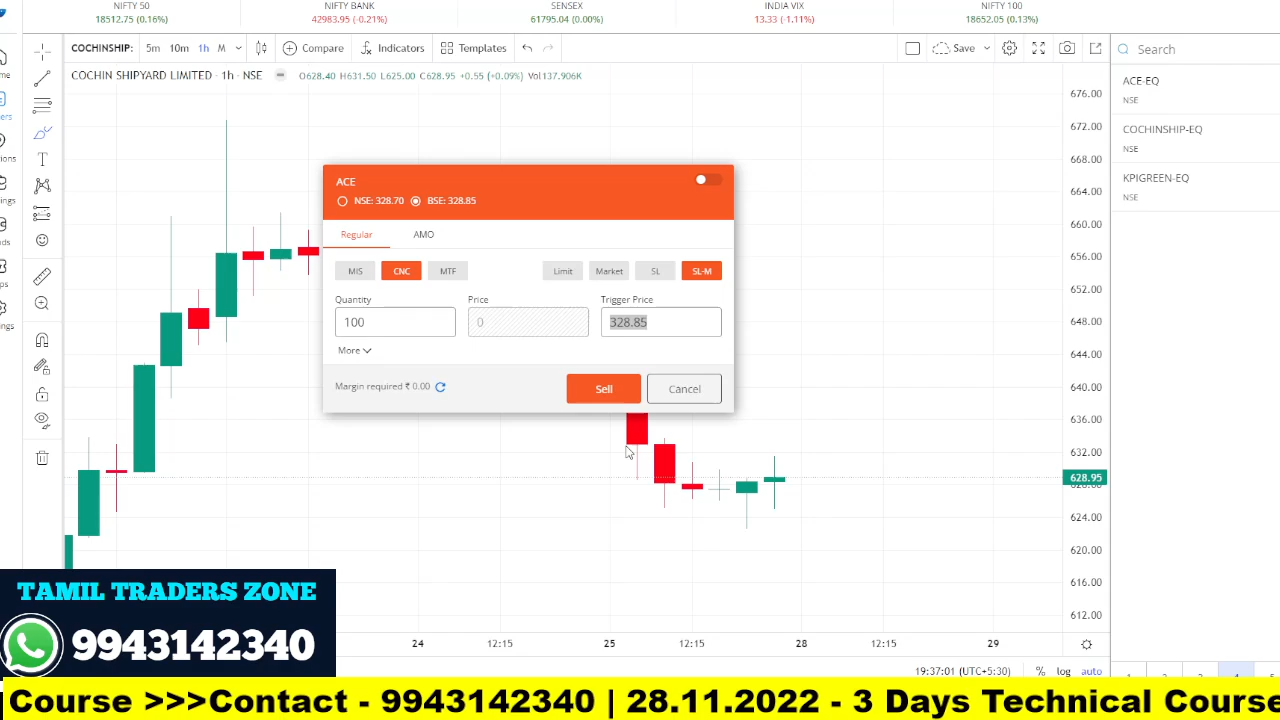 NIFTY 50
18512.75 (0.16%)
NIFTY BANK
42983.95 (-0.21%)
SENSEX
61795.04 (0.00%)
INDIA VIX
13.33 (-1.11%)
NIFTY 100
18652.05 (0.13%)
COCHINSHIP: 5m 10m 1h M Compare Indicators Templates Save
Search
COCHIN SHIPYARD LIMITED · 1h · NSE O628.40 H631.50 L625.00 C628.95 +0.55 (+0.09%) Vol137.906K
ACE-EQ
NSE
COCHINSHIP-EQ
NSE
KPIGREEN-EQ
NSE
676.00
672.00
668.00
664.00
660.00
656.00
652.00
648.00
644.00
640.00
636.00
632.00
628.95
628.00
624.00
620.00
616.00
612.00
ACE
NSE: 328.70 BSE: 328.85
Regular AMO
MIS CNC MTF Limit Market SL SL-M
Quantity Price Trigger Price
100 0 328.85
More
Margin required ₹ 0.00
Sell Cancel
24 12:15 25 12:15 28 12:15 29
19:37:01 (UTC+5:30) % log auto
TAMIL TRADERS ZONE
9943142340
Course >>>Contact - 9943142340 | 28.11.2022 - 3 Days Technical Course